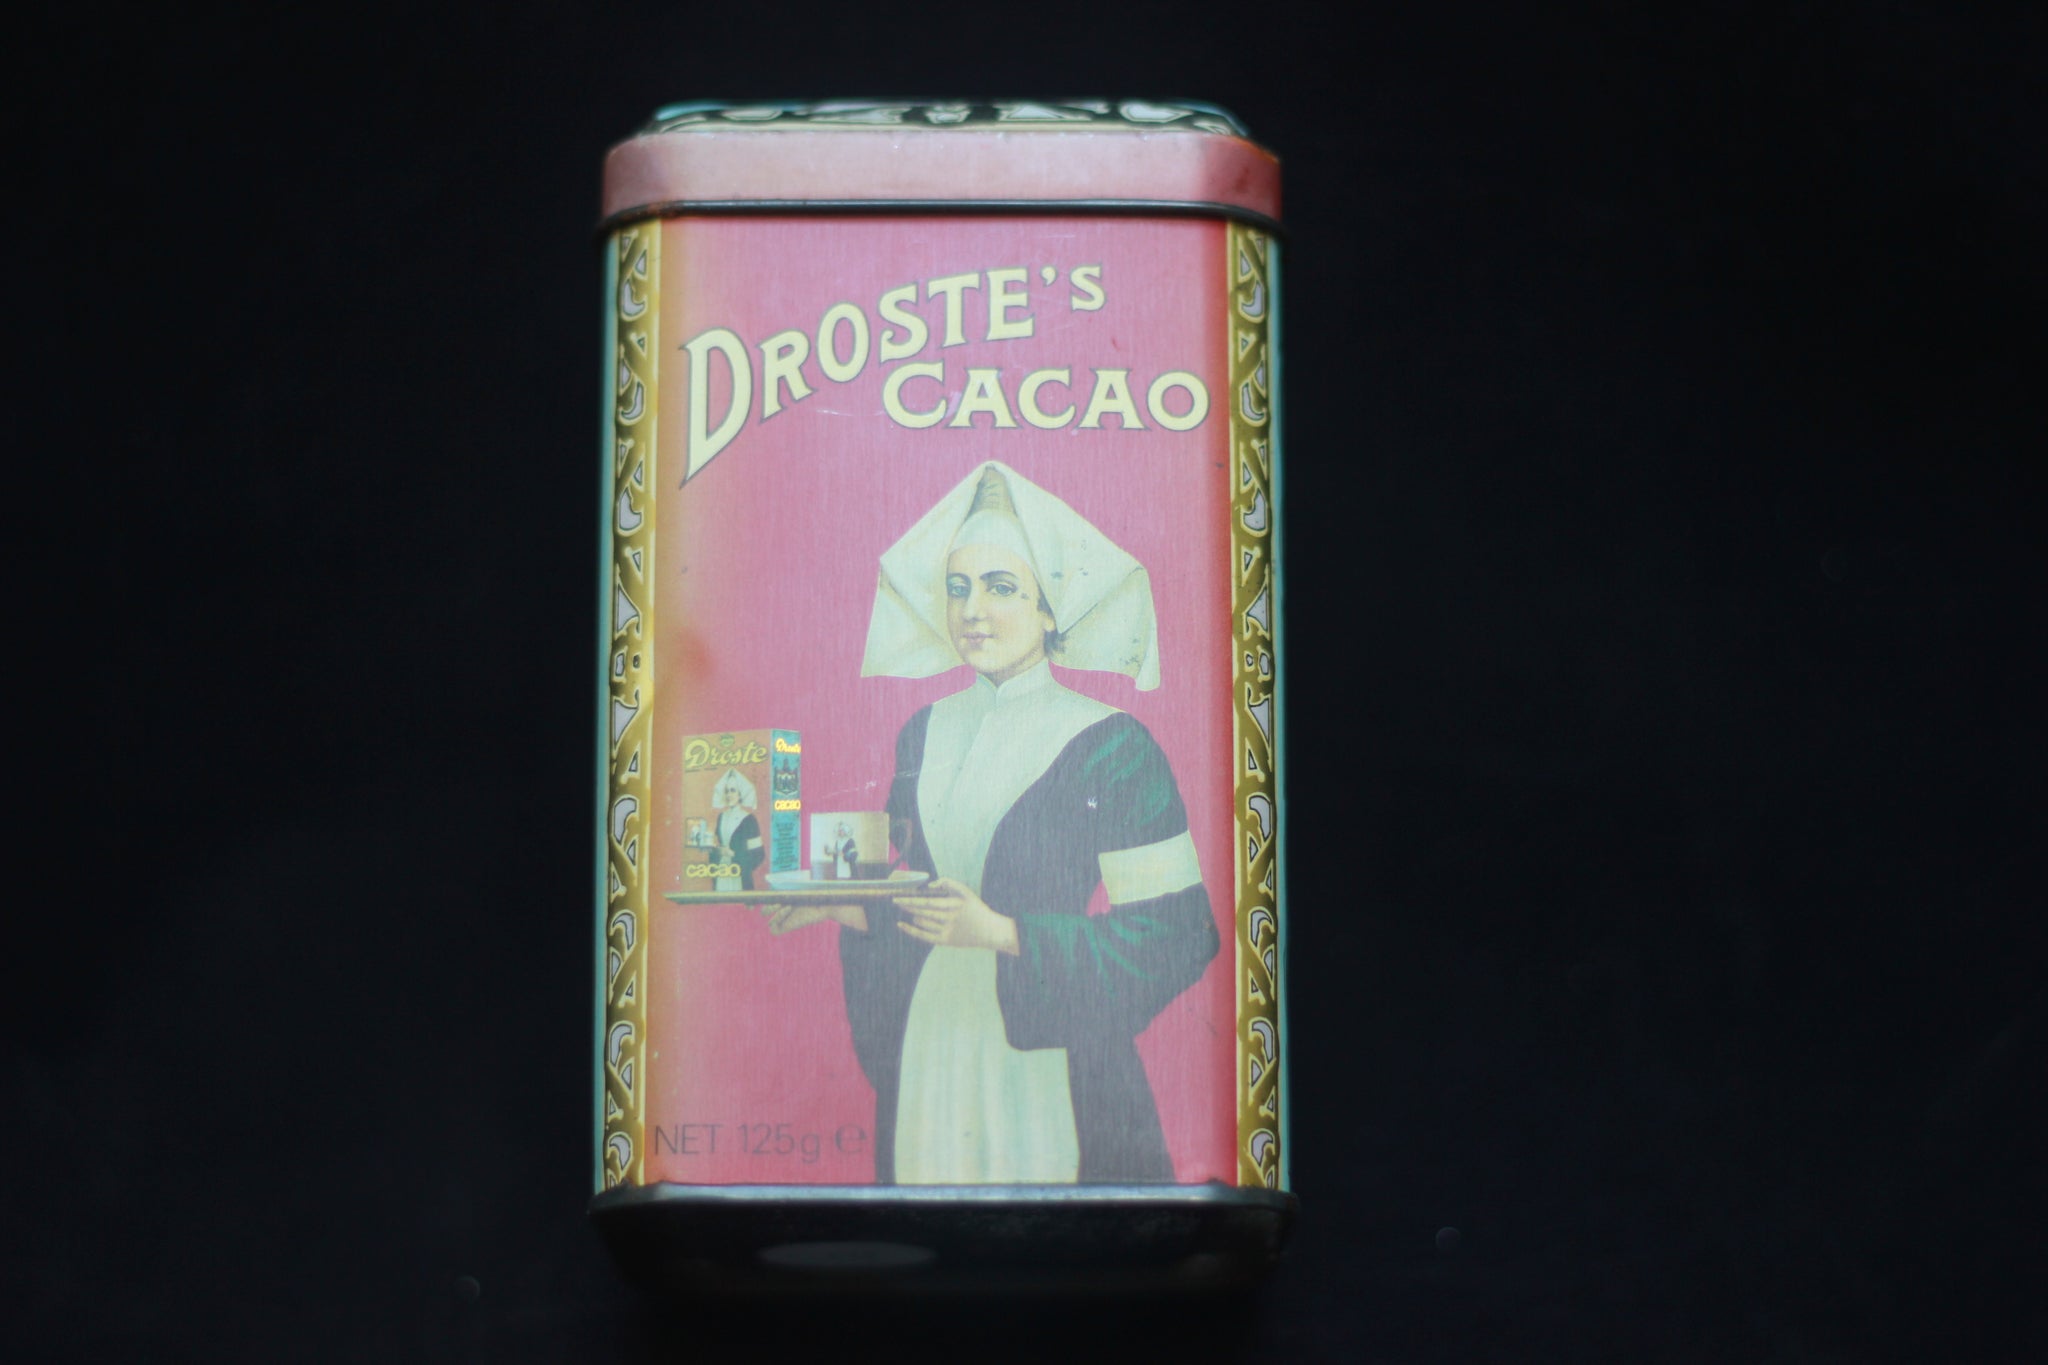 DROSTE'S
CACAO
Droste
cacao
Droste
cacao
NET 125g ℮